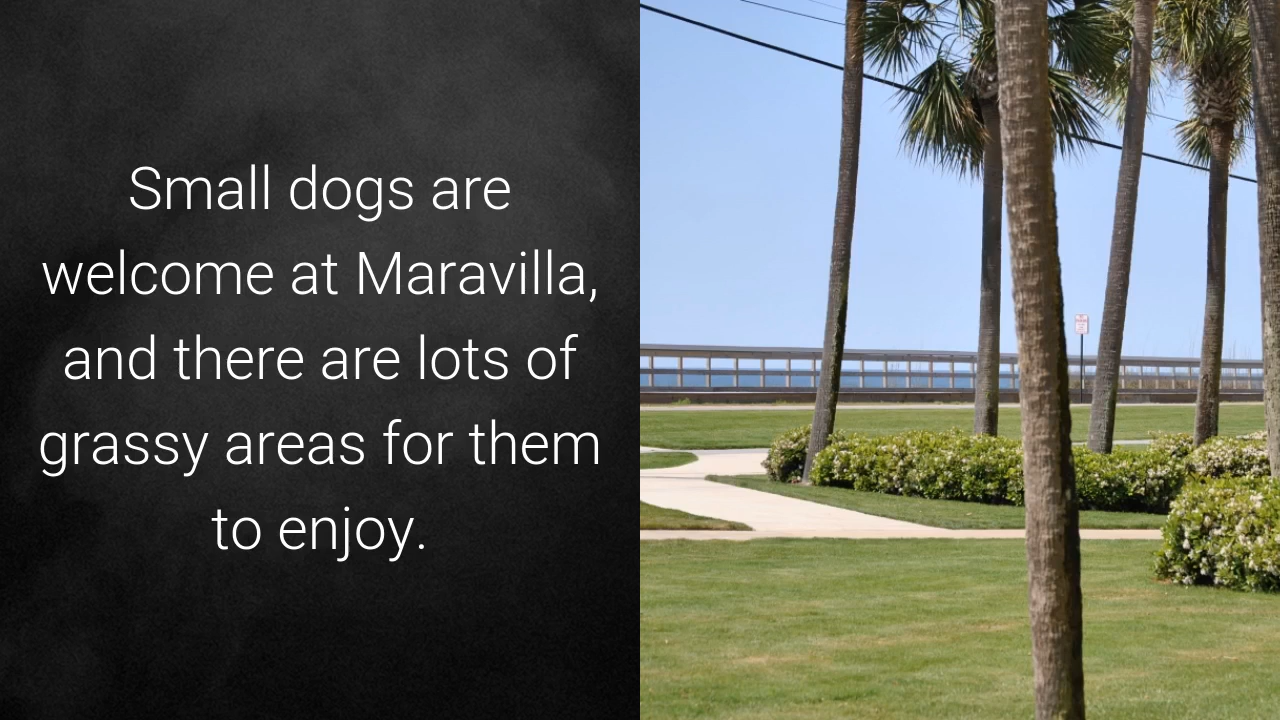 Small dogs are
welcome at Maravilla,
and there are lots of
grassy areas for them
to enjoy.